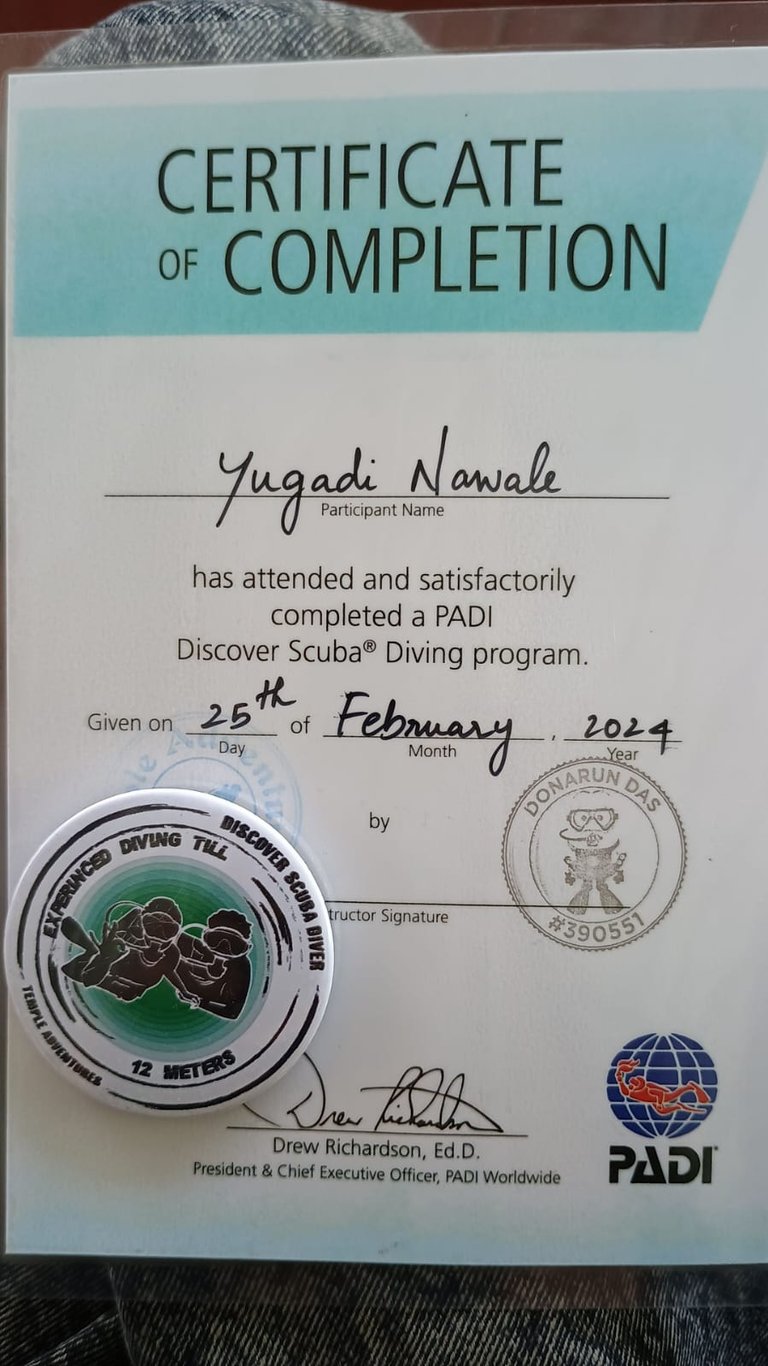 CERTIFICATE
OF COMPLETION
Yugadi Nawale
Participant Name
has attended and satisfactorily
completed a PADI
Discover Scuba® Diving program.
Given on 25th of February, 2024
Day Month Year
by
DONARUN DAS
#390551
tructor Signature
EXPERINCED DIVING TILL
12 METERS
DISCOVER SCUBA DIVER
TEMPLE ADVENTURES
Drew Richardson
Drew Richardson, Ed.D.
President & Chief Executive Officer, PADI Worldwide
PADI